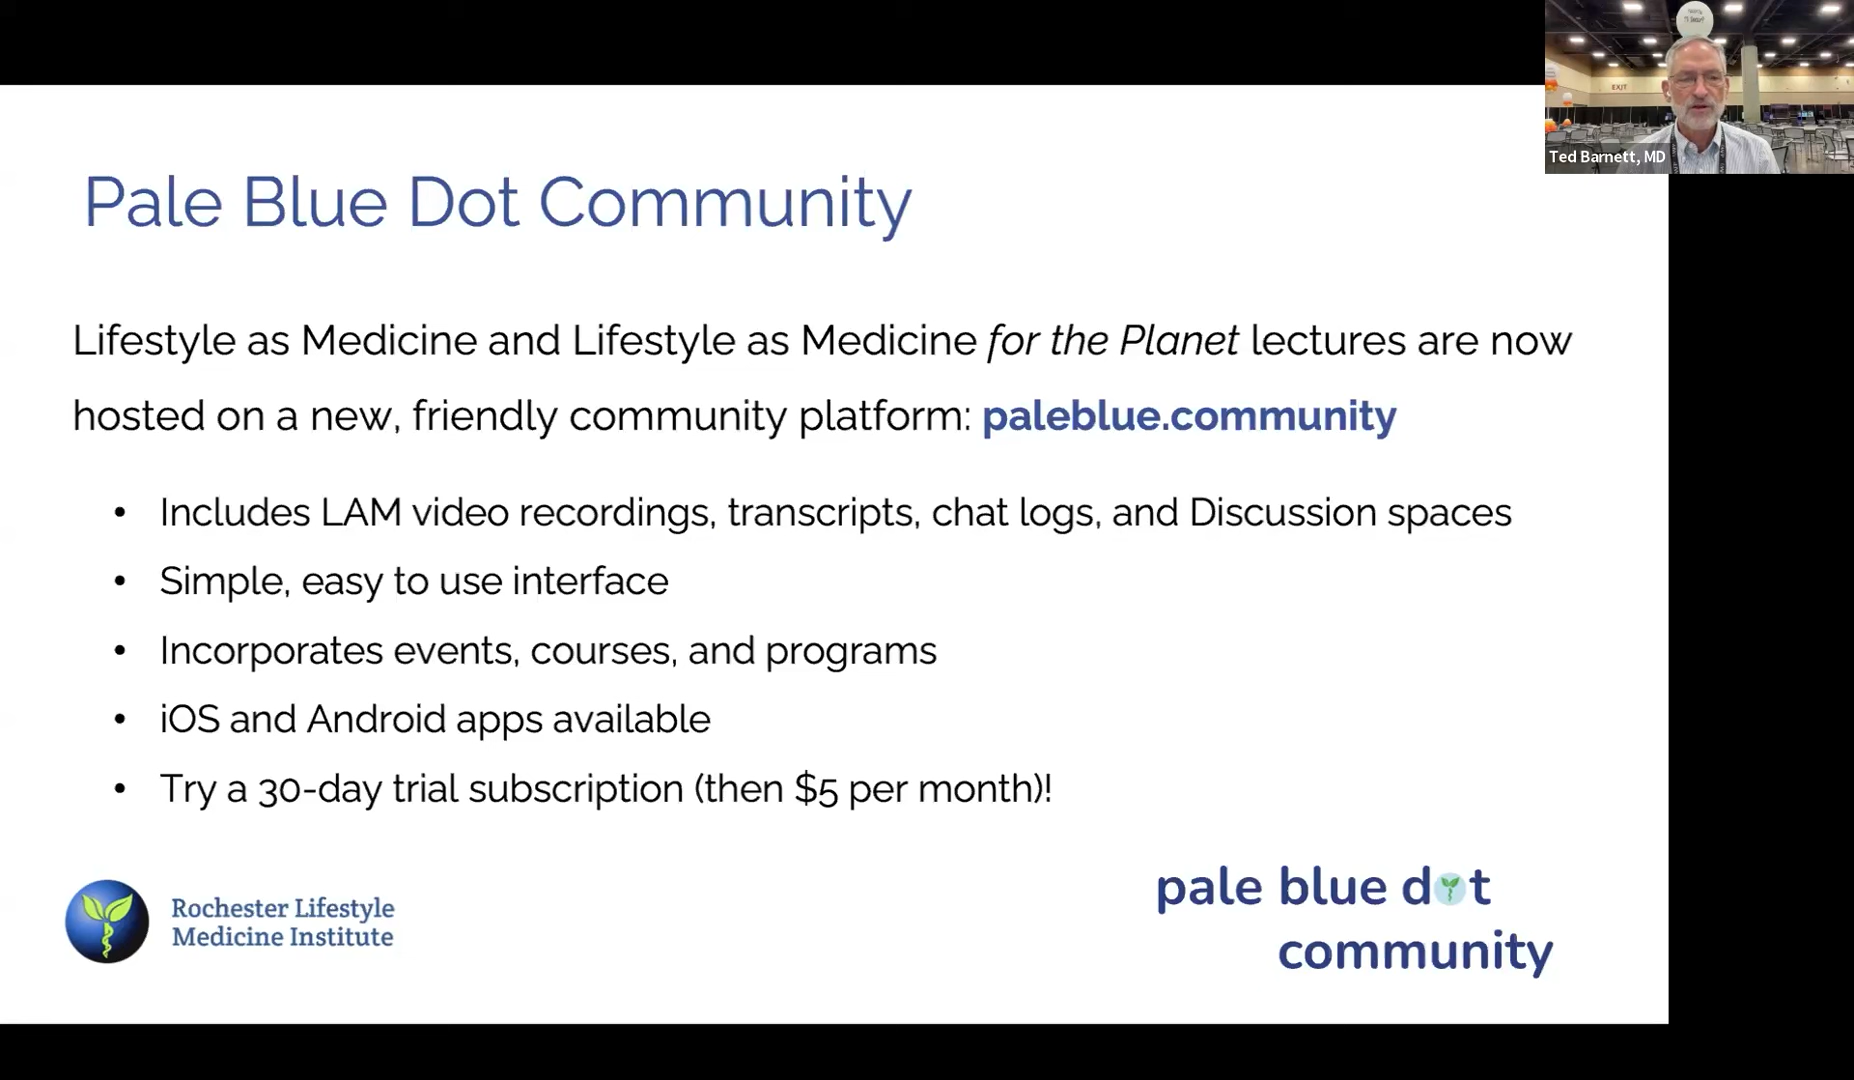 Pale Blue Dot Community
Lifestyle as Medicine and Lifestyle as Medicine for the Planet lectures are now
hosted on a new, friendly community platform: paleblue.community
• Includes LAM video recordings, transcripts, chat logs, and Discussion spaces
• Simple, easy to use interface
• Incorporates events, courses, and programs
• iOS and Android apps available
• Try a 30-day trial subscription (then $5 per month)!
Rochester Lifestyle
Medicine Institute
pale blue dot
community
EXIT
Ted Barnett, MD